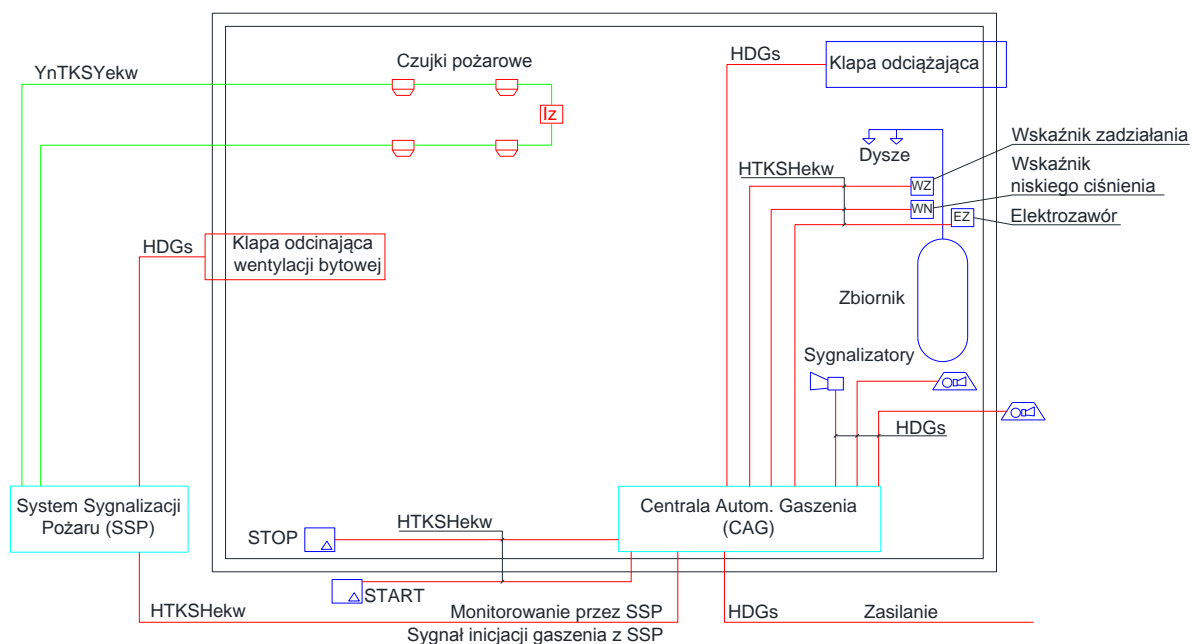 YnTKSYekw
Czujki pożarowe
HDGs
Klapa odciążająca
Iz
Dysze
Wskaźnik zadziałania
Wskaźnik
niskiego ciśnienia
HTKSHekw
WZ
WN
EZ
Elektrozawór
HDGs
Klapa odcinająca
wentylacji bytowej
Zbiornik
Sygnalizatory
HDGs
System Sygnalizacji
Pożaru (SSP)
Centrala Autom. Gaszenia
(CAG)
HTKSHekw
STOP
START
HTKSHekw
Monitorowanie przez SSP
Sygnał inicjacji gaszenia z SSP
HDGs
Zasilanie